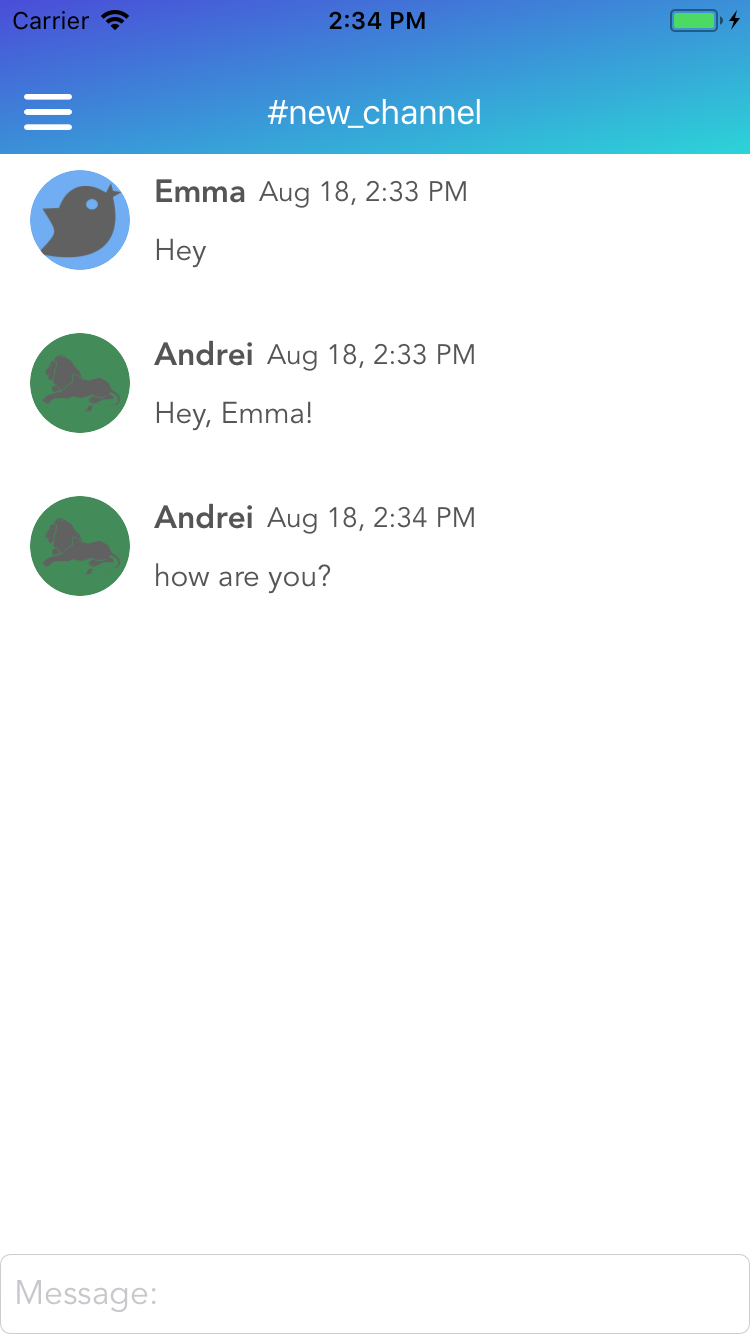 Carrier 2:34 PM
#new_channel
Emma Aug 18, 2:33 PM
Hey
Andrei Aug 18, 2:33 PM
Hey, Emma!
Andrei Aug 18, 2:34 PM
how are you?
Message: